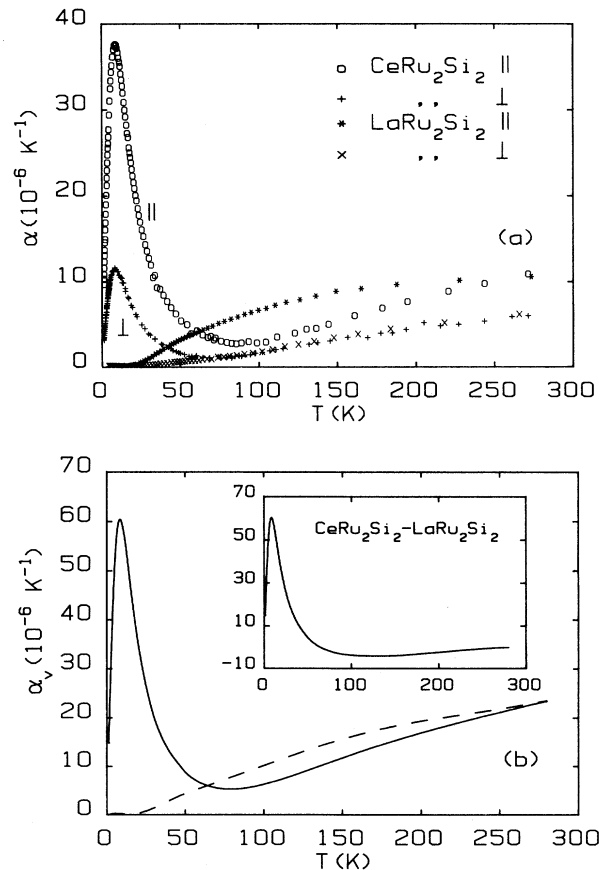 40
30
20
10
0
α(10⁻⁶ K⁻¹)
o CeRu₂Si₂ ||
+ ,, ⊥
* LaRu₂Si₂ ||
× ,, ⊥
||
⊥
(a)
0 50 100 150 200 250 300
T(K)
70
60
50
40
30
20
10
0
αᵥ(10⁻⁶ K⁻¹)
70
50
30
10
-10
CeRu₂Si₂-LaRu₂Si₂
0 100 200 300
(b)
0 50 100 150 200 250 300
T(K)